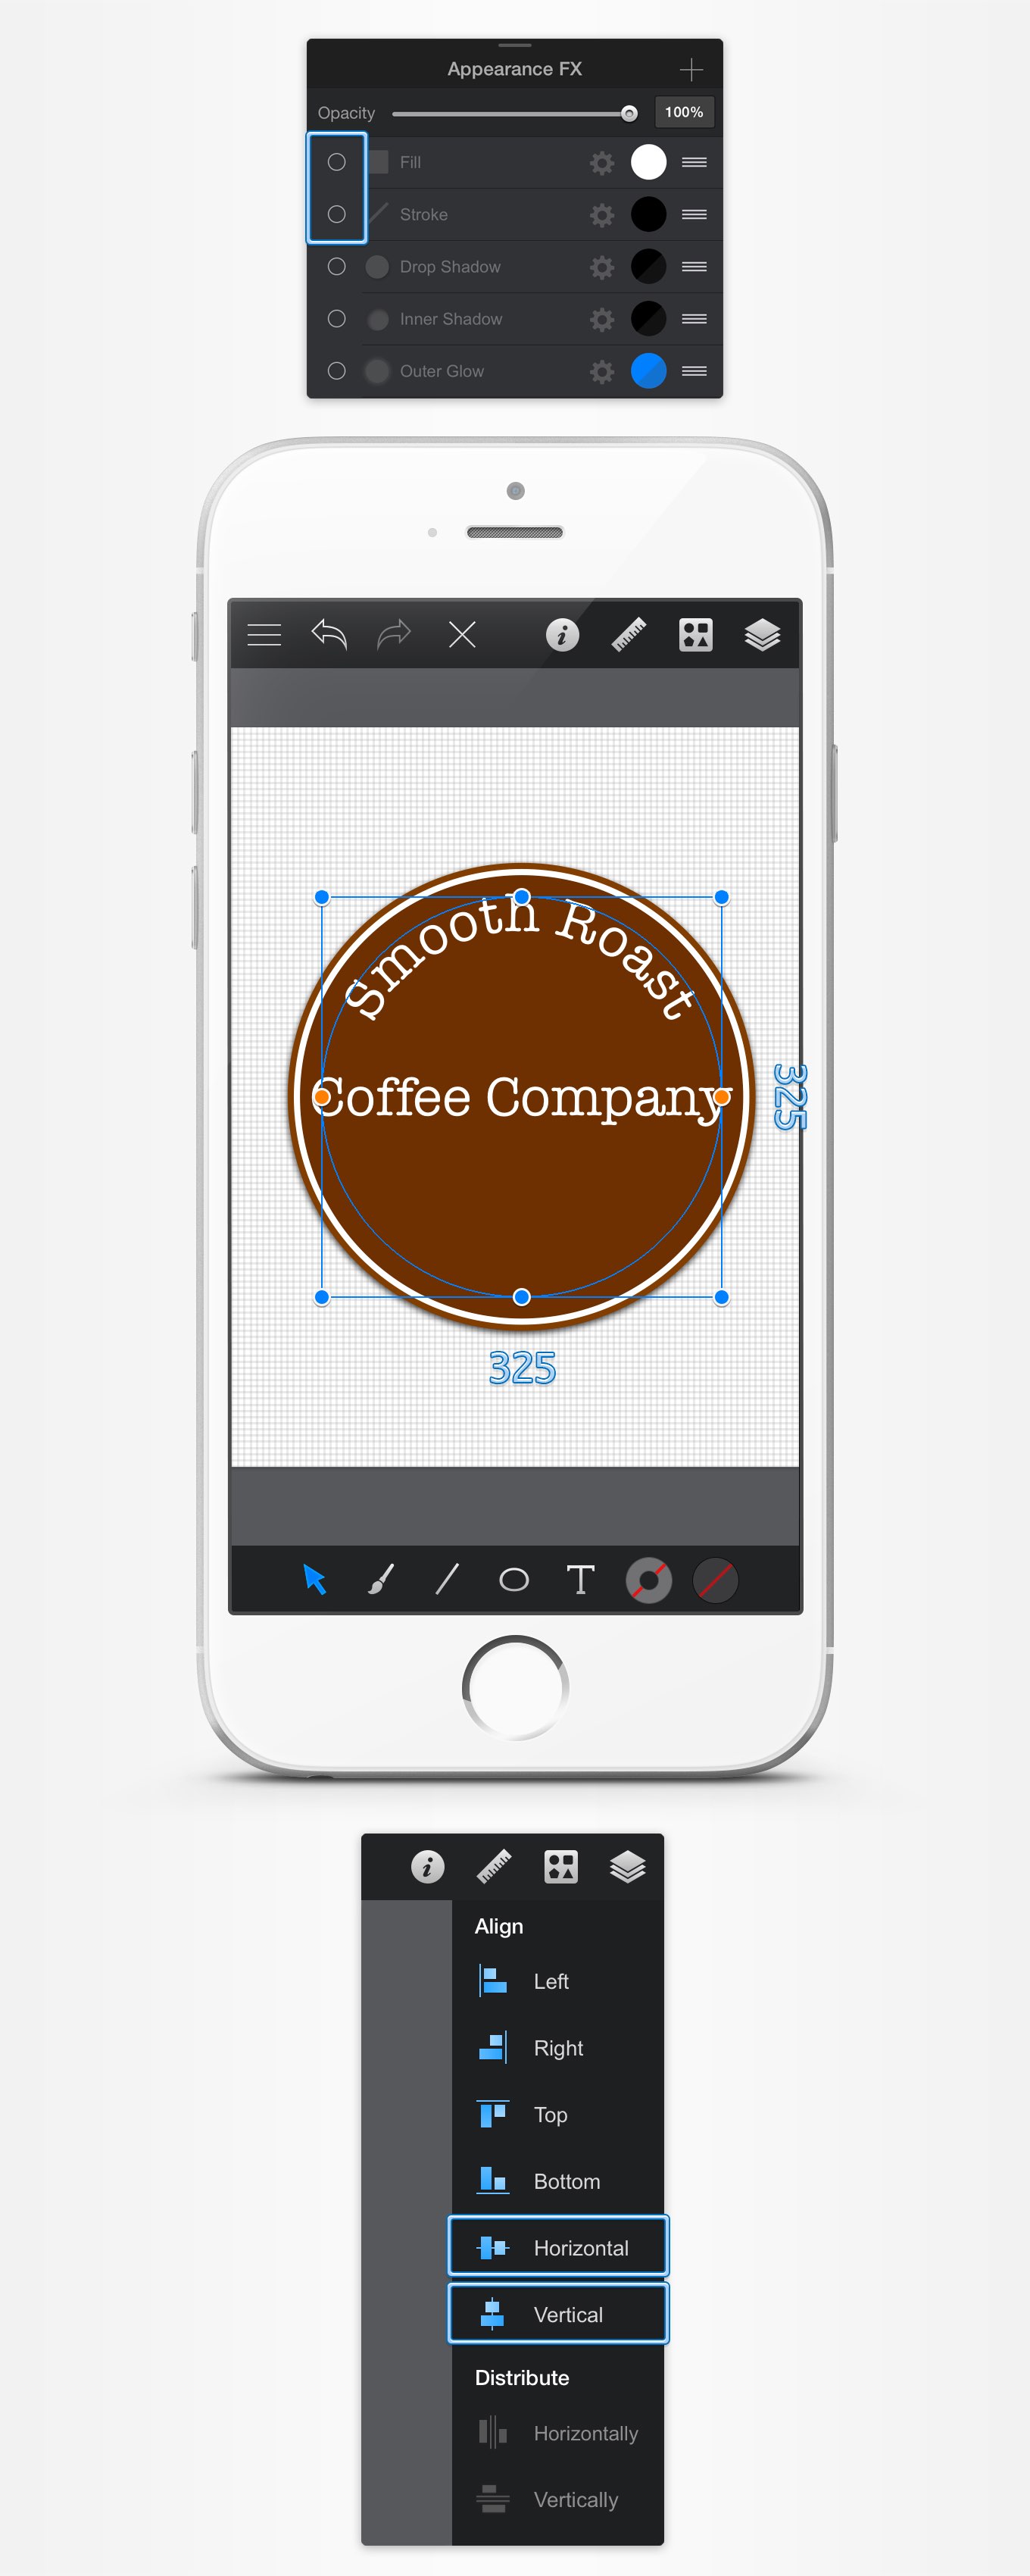 Appearance FX
Opacity 100%
Fill
Stroke
Drop Shadow
Inner Shadow
Outer Glow
i
Smooth Roast
Coffee Company
325
325
T
i
Align
Left
Right
Top
Bottom
Horizontal
Vertical
Distribute
Horizontally
Vertically